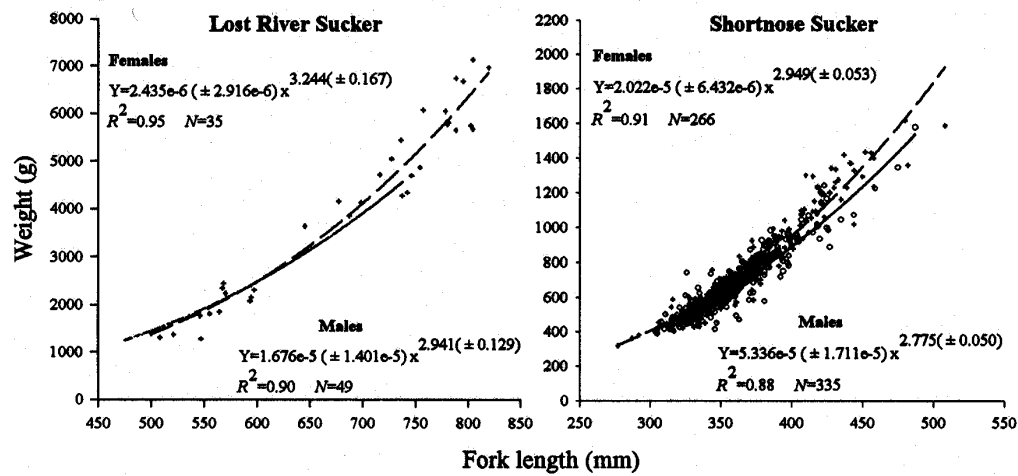 Lost River Sucker
Females
Y=2.435e-6 (±2.916e-6) x^3.244(±0.167)
R²=0.95 N=35
Males
Y=1.676e-5 (±1.401e-5) x^2.941(±0.129)
R²=0.90 N=49
8000
7000
6000
5000
4000
3000
2000
1000
0
450 500 550 600 650 700 750 800 850
Weight (g)
Shortnose Sucker
Females
Y=2.022e-5 (±6.432e-6) x^2.949(±0.053)
R²=0.91 N=266
Males
Y=5.336e-5 (±1.711e-5) x^2.775(±0.050)
R²=0.88 N=335
2200
2000
1800
1600
1400
1200
1000
800
600
400
200
0
250 300 350 400 450 500 550
Fork length (mm)